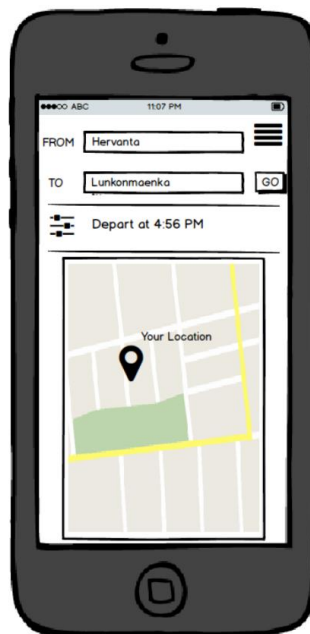 ABC 11:07 PM
FROM Hervanta
TO Lunkonmaenka GO
Depart at 4:56 PM
Your Location